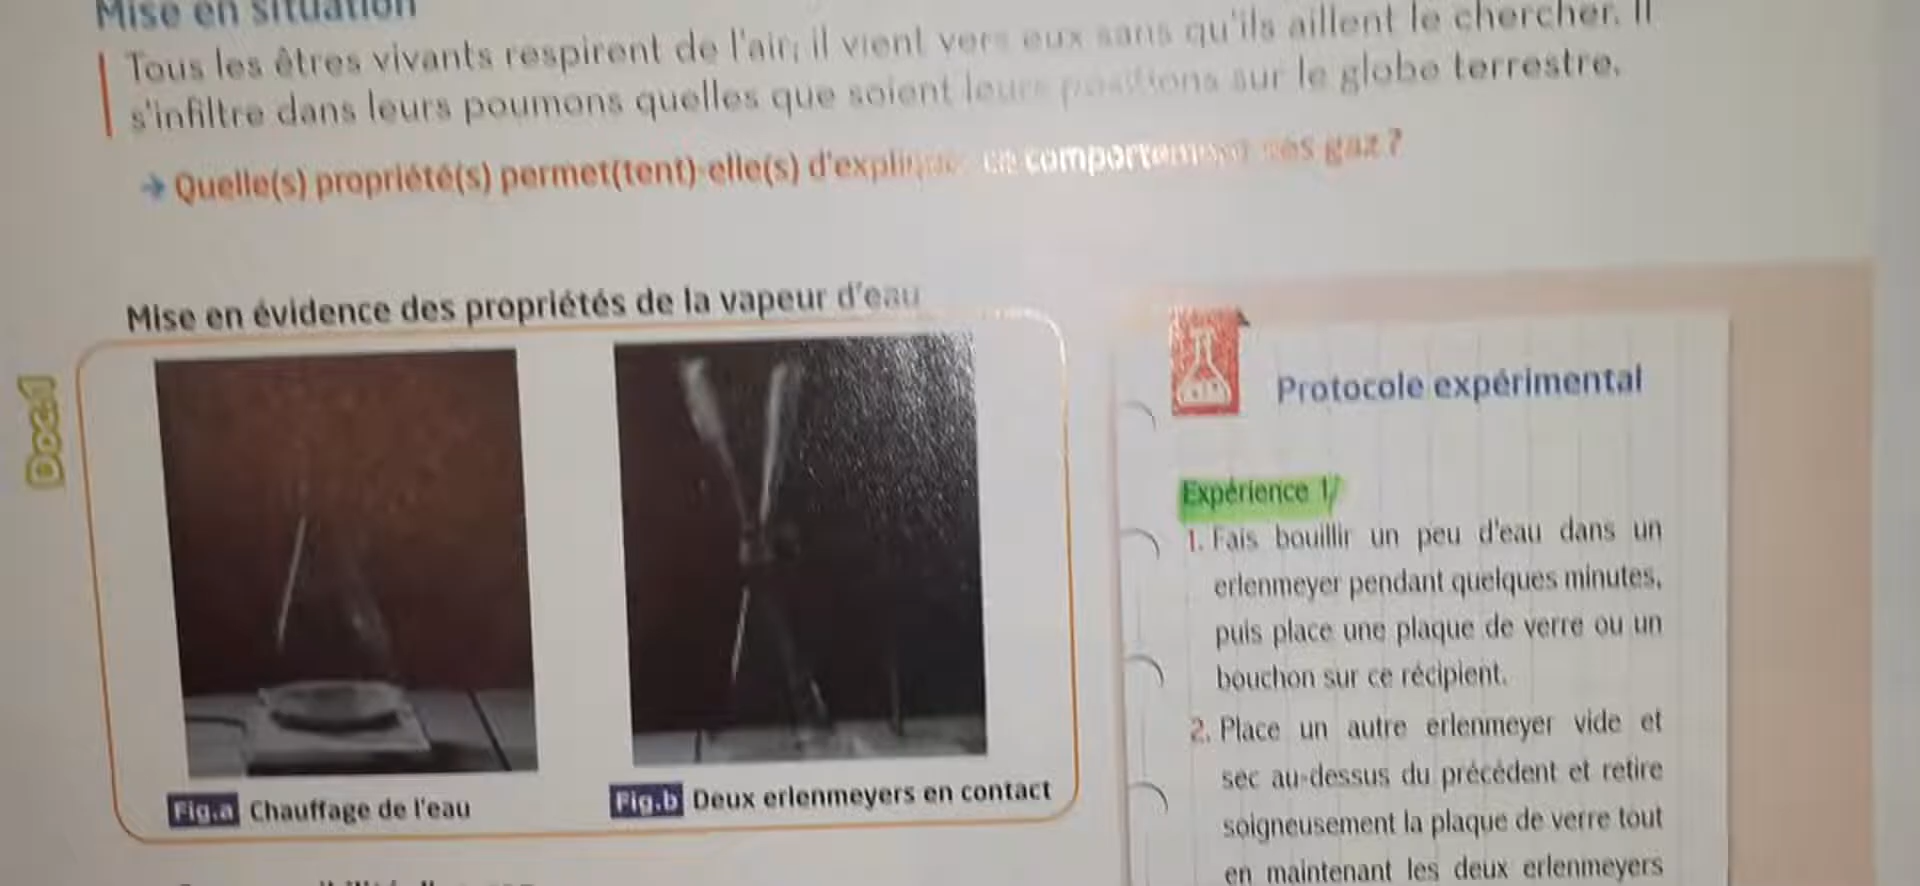 Mise en situation
Tous les êtres vivants respirent de l'air; il vient vers eux sans qu'ils aillent le chercher. Il
s'infiltre dans leurs poumons quelles que soient leurs positions sur le globe terrestre.
→ Quelle(s) propriété(s) permet(tent)-elle(s) d'expliquer ce comportement des gaz ?
Mise en évidence des propriétés de la vapeur d'eau
Doc.1
Fig.a Chauffage de l'eau
Fig.b Deux erlenmeyers en contact
Protocole expérimental
Expérience 1/
1. Fais bouillir un peu d'eau dans un
erlenmeyer pendant quelques minutes,
puis place une plaque de verre ou un
bouchon sur ce récipient.
2. Place un autre erlenmeyer vide et
sec au-dessus du précédent et retire
soigneusement la plaque de verre tout
en maintenant les deux erlenmeyers